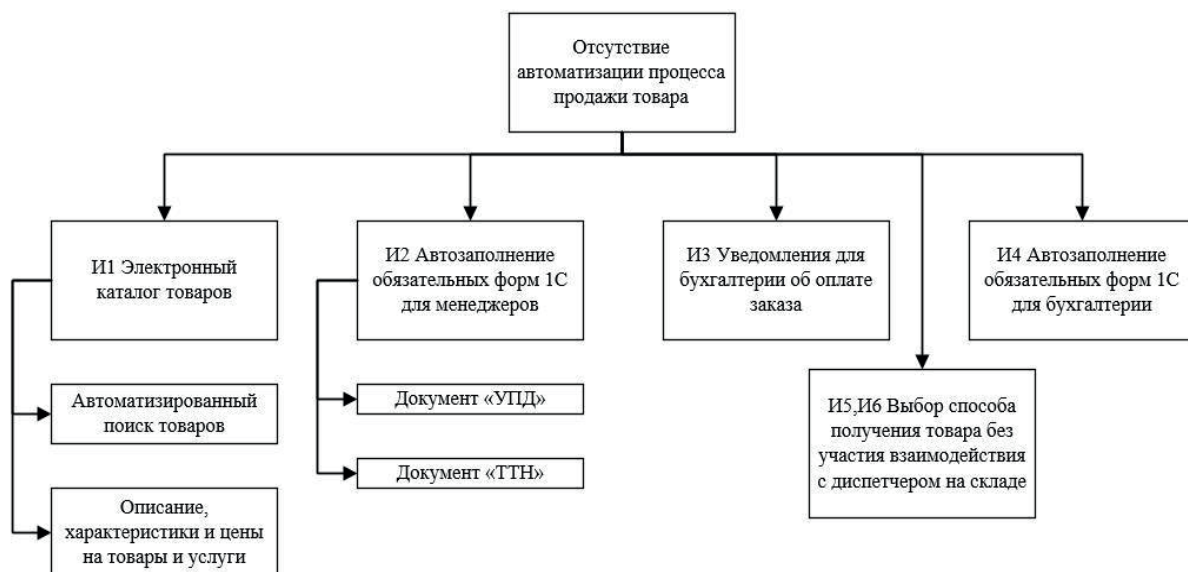 Отсутствие
автоматизации процесса
продажи товара
И1 Электронный
каталог товаров
И2 Автозаполнение
обязательных форм 1С
для менеджеров
И3 Уведомления для
бухгалтерии об оплате
заказа
И4 Автозаполнение
обязательных форм 1С
для бухгалтерии
Автоматизированный
поиск товаров
Описание,
характеристики и цены
на товары и услуги
Документ «УПД»
Документ «ТТН»
И5,И6 Выбор способа
получения товара без
участия взаимодействия
с диспетчером на складе